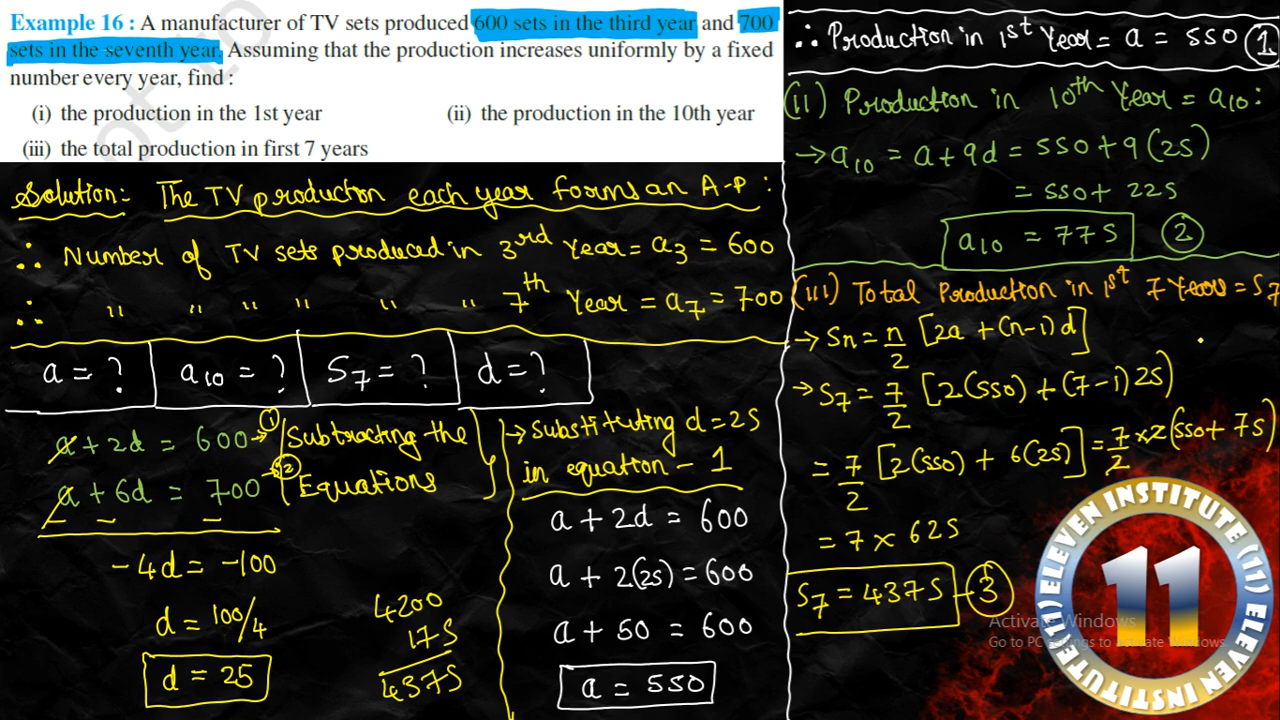 Example 16 : A manufacturer of TV sets produced 600 sets in the third year and 700
sets in the seventh year. Assuming that the production increases uniformly by a fixed
number every year, find :
(i) the production in the 1st year (ii) the production in the 10th year
(iii) the total production in first 7 years
Solution: The TV production each year forms an A-P :
∴ Number of TV sets produced in 3rd Year = a3 = 600
∴ " " " " " " 7th Year = a7 = 700
a = ? a10 = ? S7 = ? d = ?
a + 2d = 600 → 1
a + 6d = 700 → 2
- - -
-4d = -100
d = 100/4
d = 25
Subtracting the
Equations
4200
175
4375
→ Substituting d = 25
in equation - 1
a + 2d = 600
a + 2(25) = 600
a + 50 = 600
a = 550
∴ Production in 1st Year = a = 550 1
(ii) Production in 10th Year = a10 :
→ a10 = a + 9d = 550 + 9(25)
= 550 + 225
a10 = 775 2
(iii) Total Production in 1st 7 Years = S7
→ Sn = n/2 [2a + (n-1)d]
→ S7 = 7/2 [2(550) + (7-1)25)
= 7/2 [2(550) + 6(25)] = 7/2 × 2(550 + 75)
= 7 × 625
S7 = 4375 - 3
ELEVEN INSTITUTE (11) ELEVEN INSTITUTE (11)
11
Activate Windows
Go to PC settings to activate Windows.